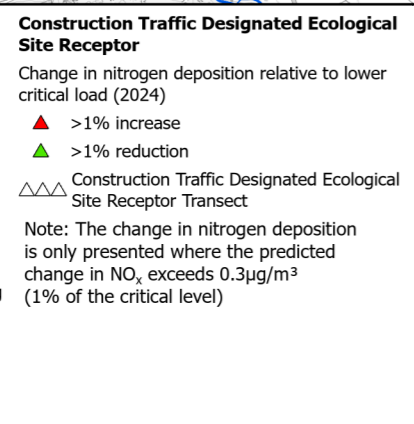 Construction Traffic Designated Ecological
Site Receptor
Change in nitrogen deposition relative to lower
critical load (2024)
>1% increase
>1% reduction
Construction Traffic Designated Ecological
Site Receptor Transect
Note: The change in nitrogen deposition
is only presented where the predicted
change in NOₓ exceeds 0.3µg/m³
(1% of the critical level)